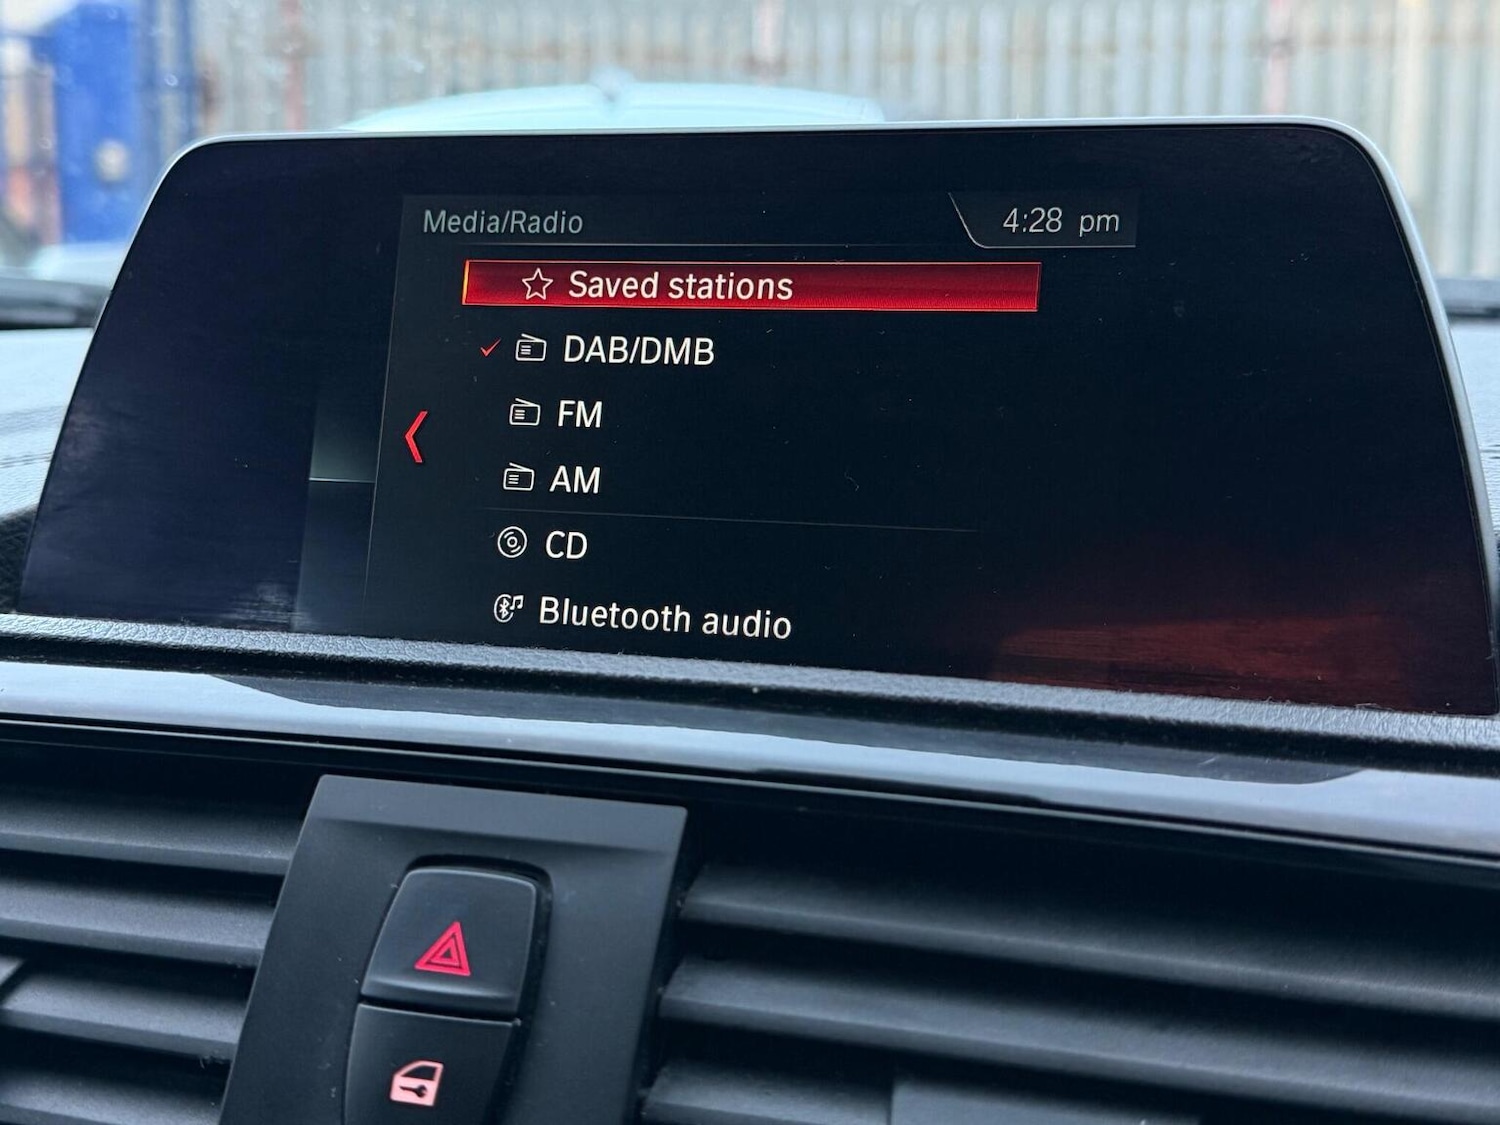 Media/Radio
4:28 pm
Saved stations
DAB/DMB
FM
AM
CD
Bluetooth audio